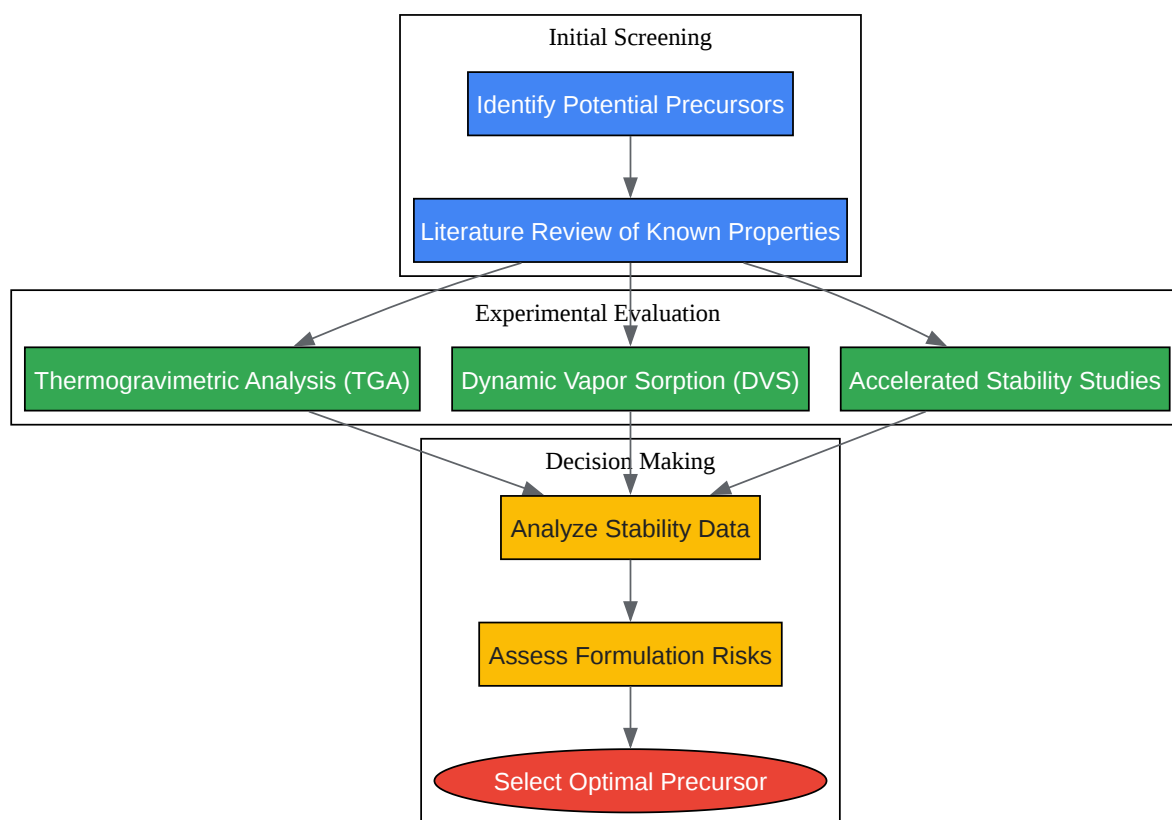 Initial Screening
Identify Potential Precursors
Literature Review of Known Properties
Experimental Evaluation
Thermogravimetric Analysis (TGA)
Dynamic Vapor Sorption (DVS)
Accelerated Stability Studies
Decision Making
Analyze Stability Data
Assess Formulation Risks
Select Optimal Precursor